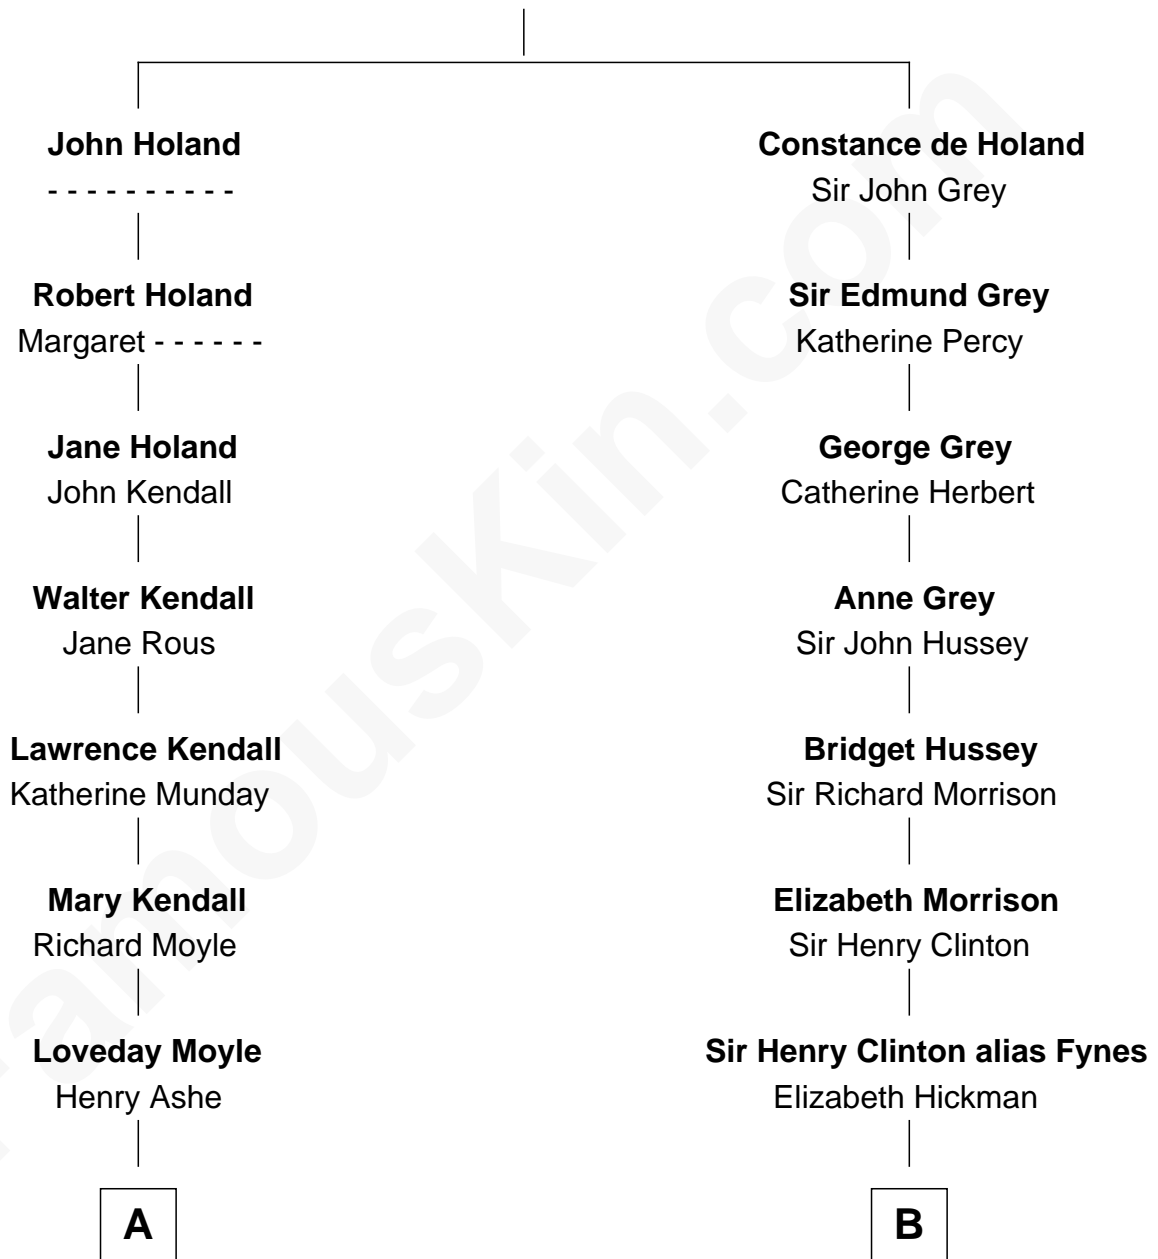 John Holand
- - - - - - - - - -
Robert Holand
Margaret - - - - - -
Jane Holand
John Kendall
Walter Kendall
Jane Rous
Lawrence Kendall
Katherine Munday
Mary Kendall
Richard Moyle
Loveday Moyle
Henry Ashe
A
Constance de Holand
Sir John Grey
Sir Edmund Grey
Katherine Percy
George Grey
Catherine Herbert
Anne Grey
Sir John Hussey
Bridget Hussey
Sir Richard Morrison
Elizabeth Morrison
Sir Henry Clinton
Sir Henry Clinton alias Fynes
Elizabeth Hickman
B
FamousKin.com